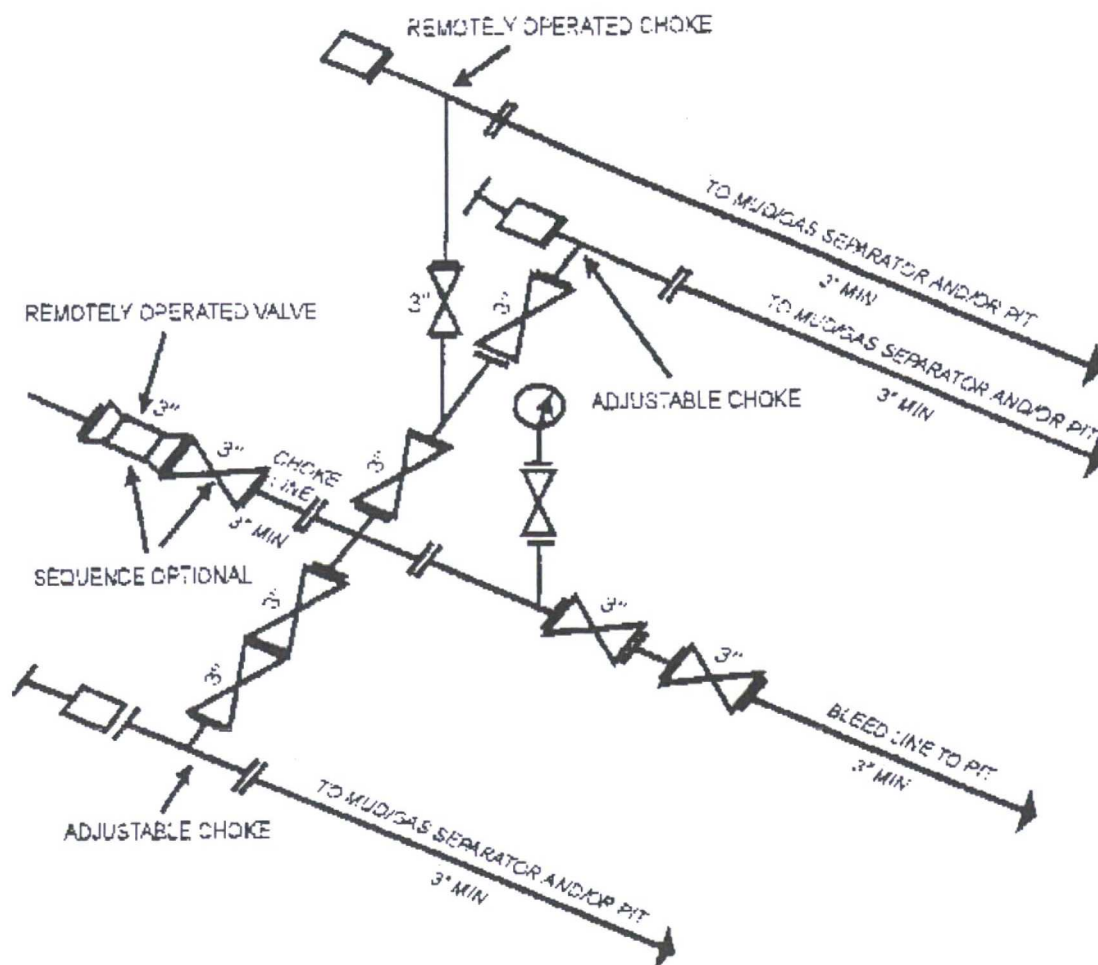 REMOTELY OPERATED CHOKE
TO MUD/GAS SEPARATOR AND/OR PIT
3" MIN
TO MUD/GAS SEPARATOR AND/OR PIT
3" MIN
3"
3"
REMOTELY OPERATED VALVE
ADJUSTABLE CHOKE
3"
3"
CHOKE
LINE
3" MIN
3"
SEQUENCE OPTIONAL
3"
3"
3"
3"
BLEED LINE TO PIT
3" MIN
ADJUSTABLE CHOKE
TO MUD/GAS SEPARATOR AND/OR PIT
3" MIN